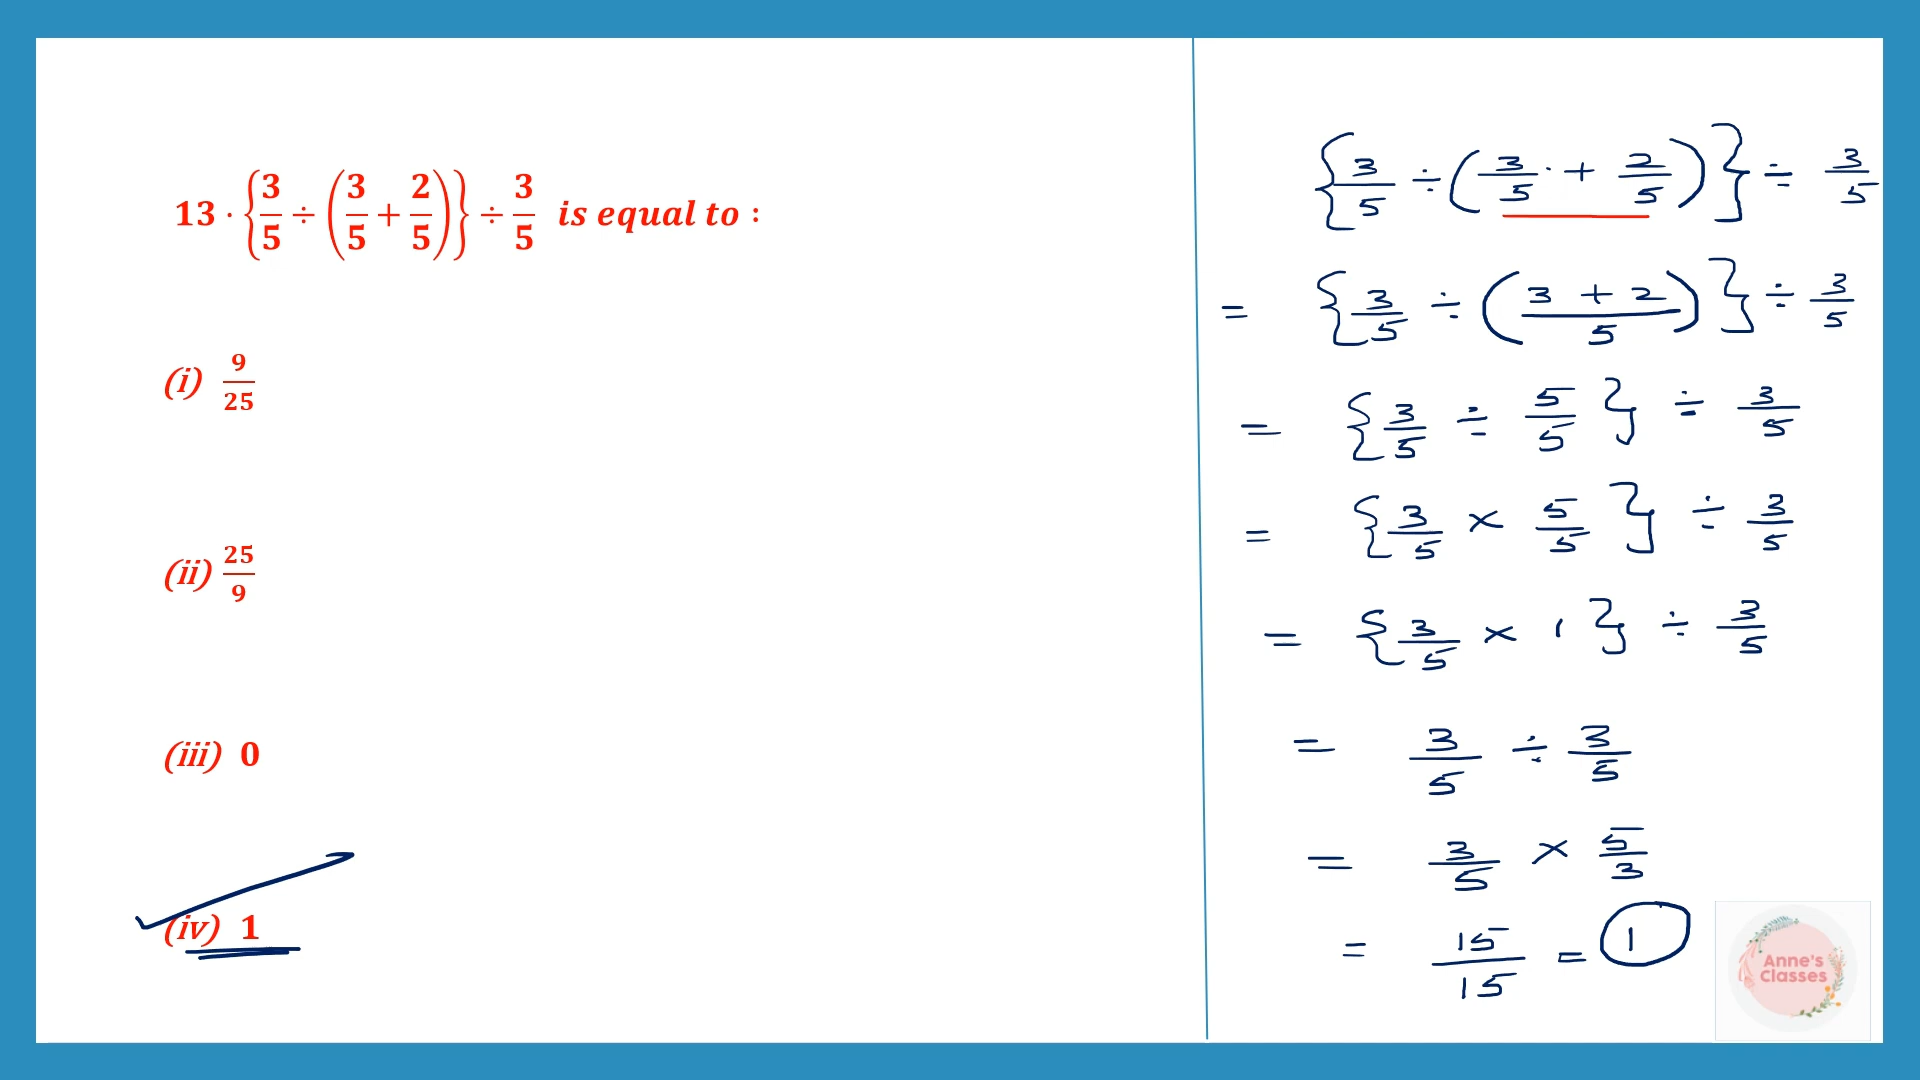 13 · {3/5 ÷ (3/5 + 2/5)} ÷ 3/5 is equal to :
(i) 9/25
(ii) 25/9
(iii) 0
(iv) 1
{3/5 ÷ (3/5 · + 2/5)} ÷ 3/5
= {3/5 ÷ ((3 + 2)/5)} ÷ 3/5
= {3/5 ÷ 5/5} ÷ 3/5
= {3/5 × 5/5} ÷ 3/5
= {3/5 × 1} ÷ 3/5
= 3/5 ÷ 3/5
= 3/5 × 5/3
= 15/15 = 1
Anne's
Classes